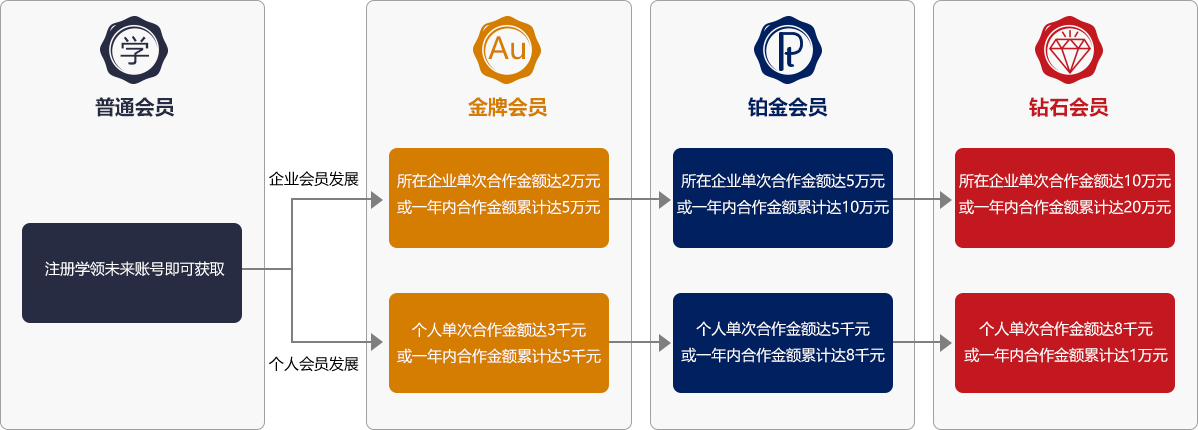 学
普通会员
注册学领未来账号即可获取
企业会员发展
个人会员发展
Au
金牌会员
所在企业单次合作金额达2万元
或一年内合作金额累计达5万元
个人单次合作金额达3千元
或一年内合作金额累计达5千元
Pt
铂金会员
所在企业单次合作金额达5万元
或一年内合作金额累计达10万元
个人单次合作金额达5千元
或一年内合作金额累计达8千元
钻石会员
所在企业单次合作金额达10万元
或一年内合作金额累计达20万元
个人单次合作金额达8千元
或一年内合作金额累计达1万元